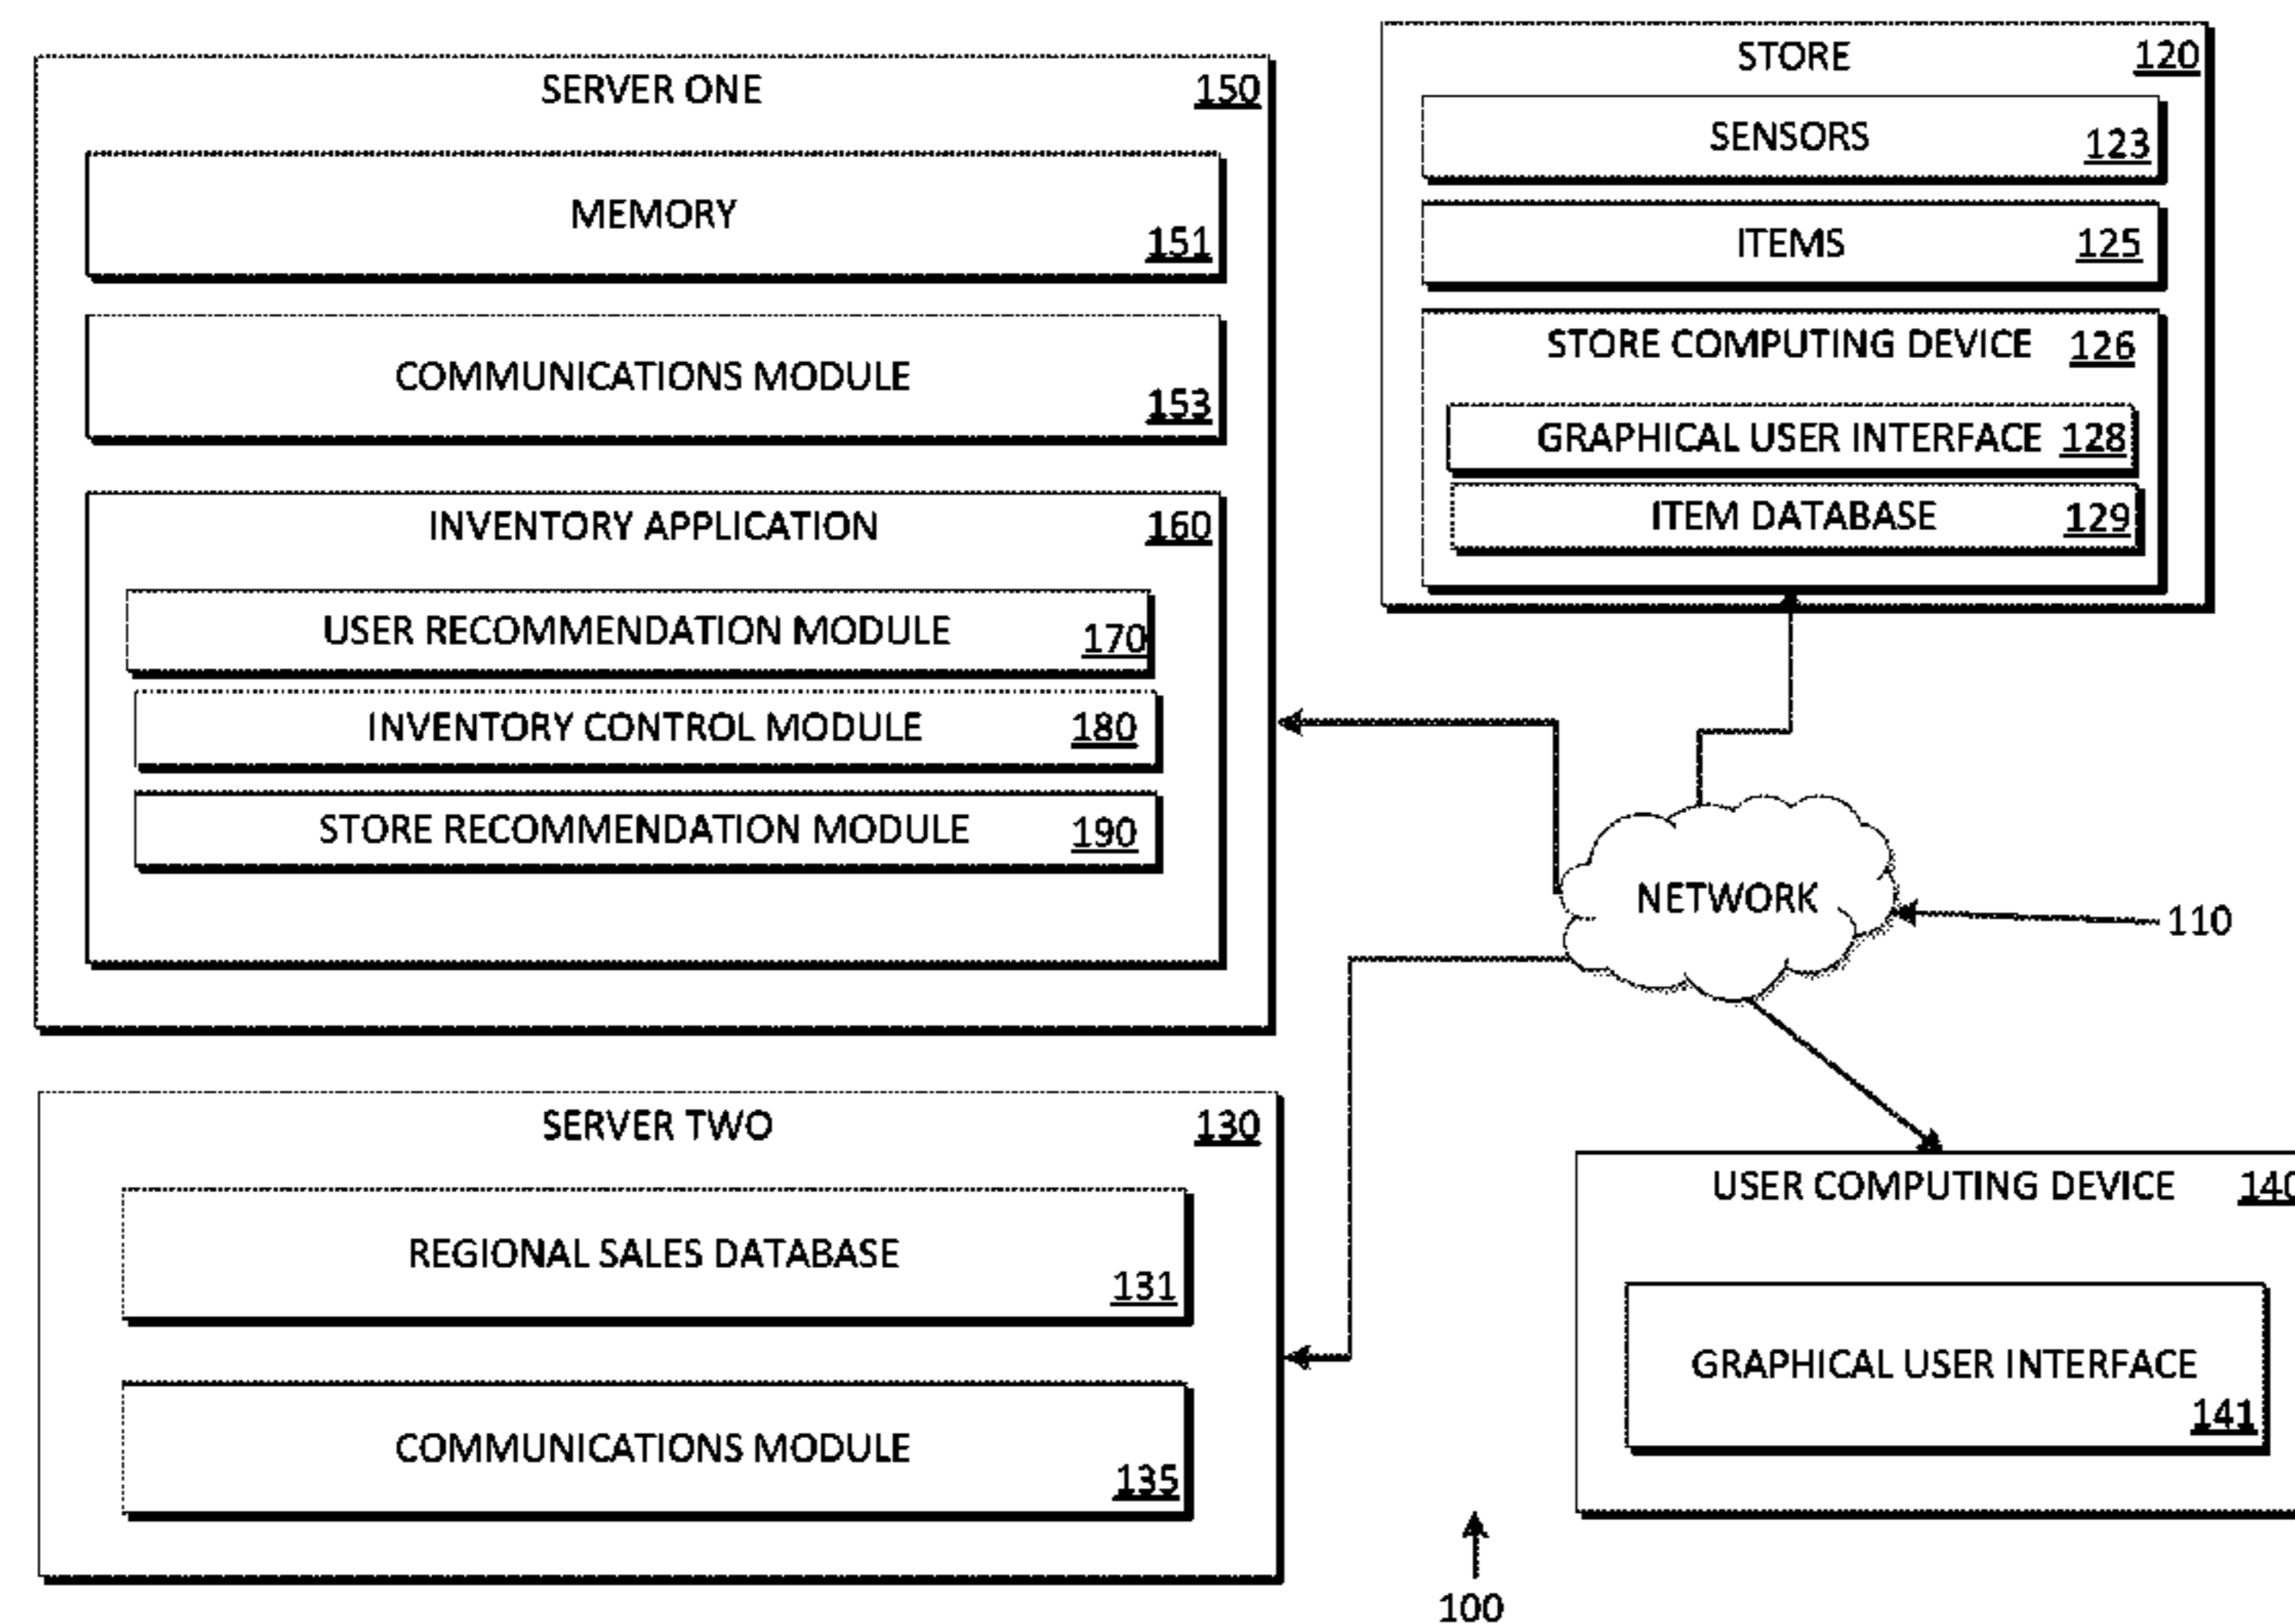 SERVER ONE 150
MEMORY
151
COMMUNICATIONS MODULE
153
INVENTORY APPLICATION 160
USER RECOMMENDATION MODULE 170
INVENTORY CONTROL MODULE 180
STORE RECOMMENDATION MODULE 190
STORE 120
SENSORS 123
ITEMS 125
STORE COMPUTING DEVICE 126
GRAPHICAL USER INTERFACE 128
ITEM DATABASE 129
NETWORK
110
SERVER TWO 130
REGIONAL SALES DATABASE
131
COMMUNICATIONS MODULE
135
USER COMPUTING DEVICE 140
GRAPHICAL USER INTERFACE
141
100